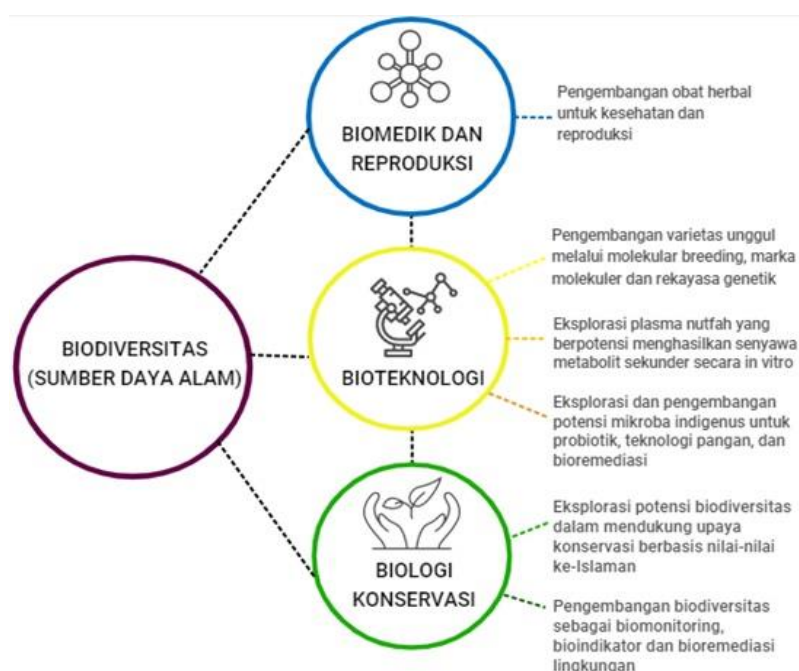 BIOMEDIK DAN
REPRODUKSI
Pengembangan obat herbal
untuk kesehatan dan
reproduksi
BIODIVERSITAS
(SUMBER DAYA ALAM)
BIOTEKNOLOGI
Pengembangan varietas unggul
melalui molekular breeding, marka
molekuler dan rekayasa genetik
Eksplorasi plasma nutfah yang
berpotensi menghasilkan senyawa
metabolit sekunder secara in vitro
Eksplorasi dan pengembangan
potensi mikroba indigenus untuk
probiotik, teknologi pangan, dan
bioremediasi
BIOLOGI
KONSERVASI
Eksplorasi potensi biodiversitas
dalam mendukung upaya
konservasi berbasis nilai-nilai
ke-Islaman
Pengembangan biodiversitas
sebagai biomonitoring,
bioindikator dan bioremediasi
lingkungan